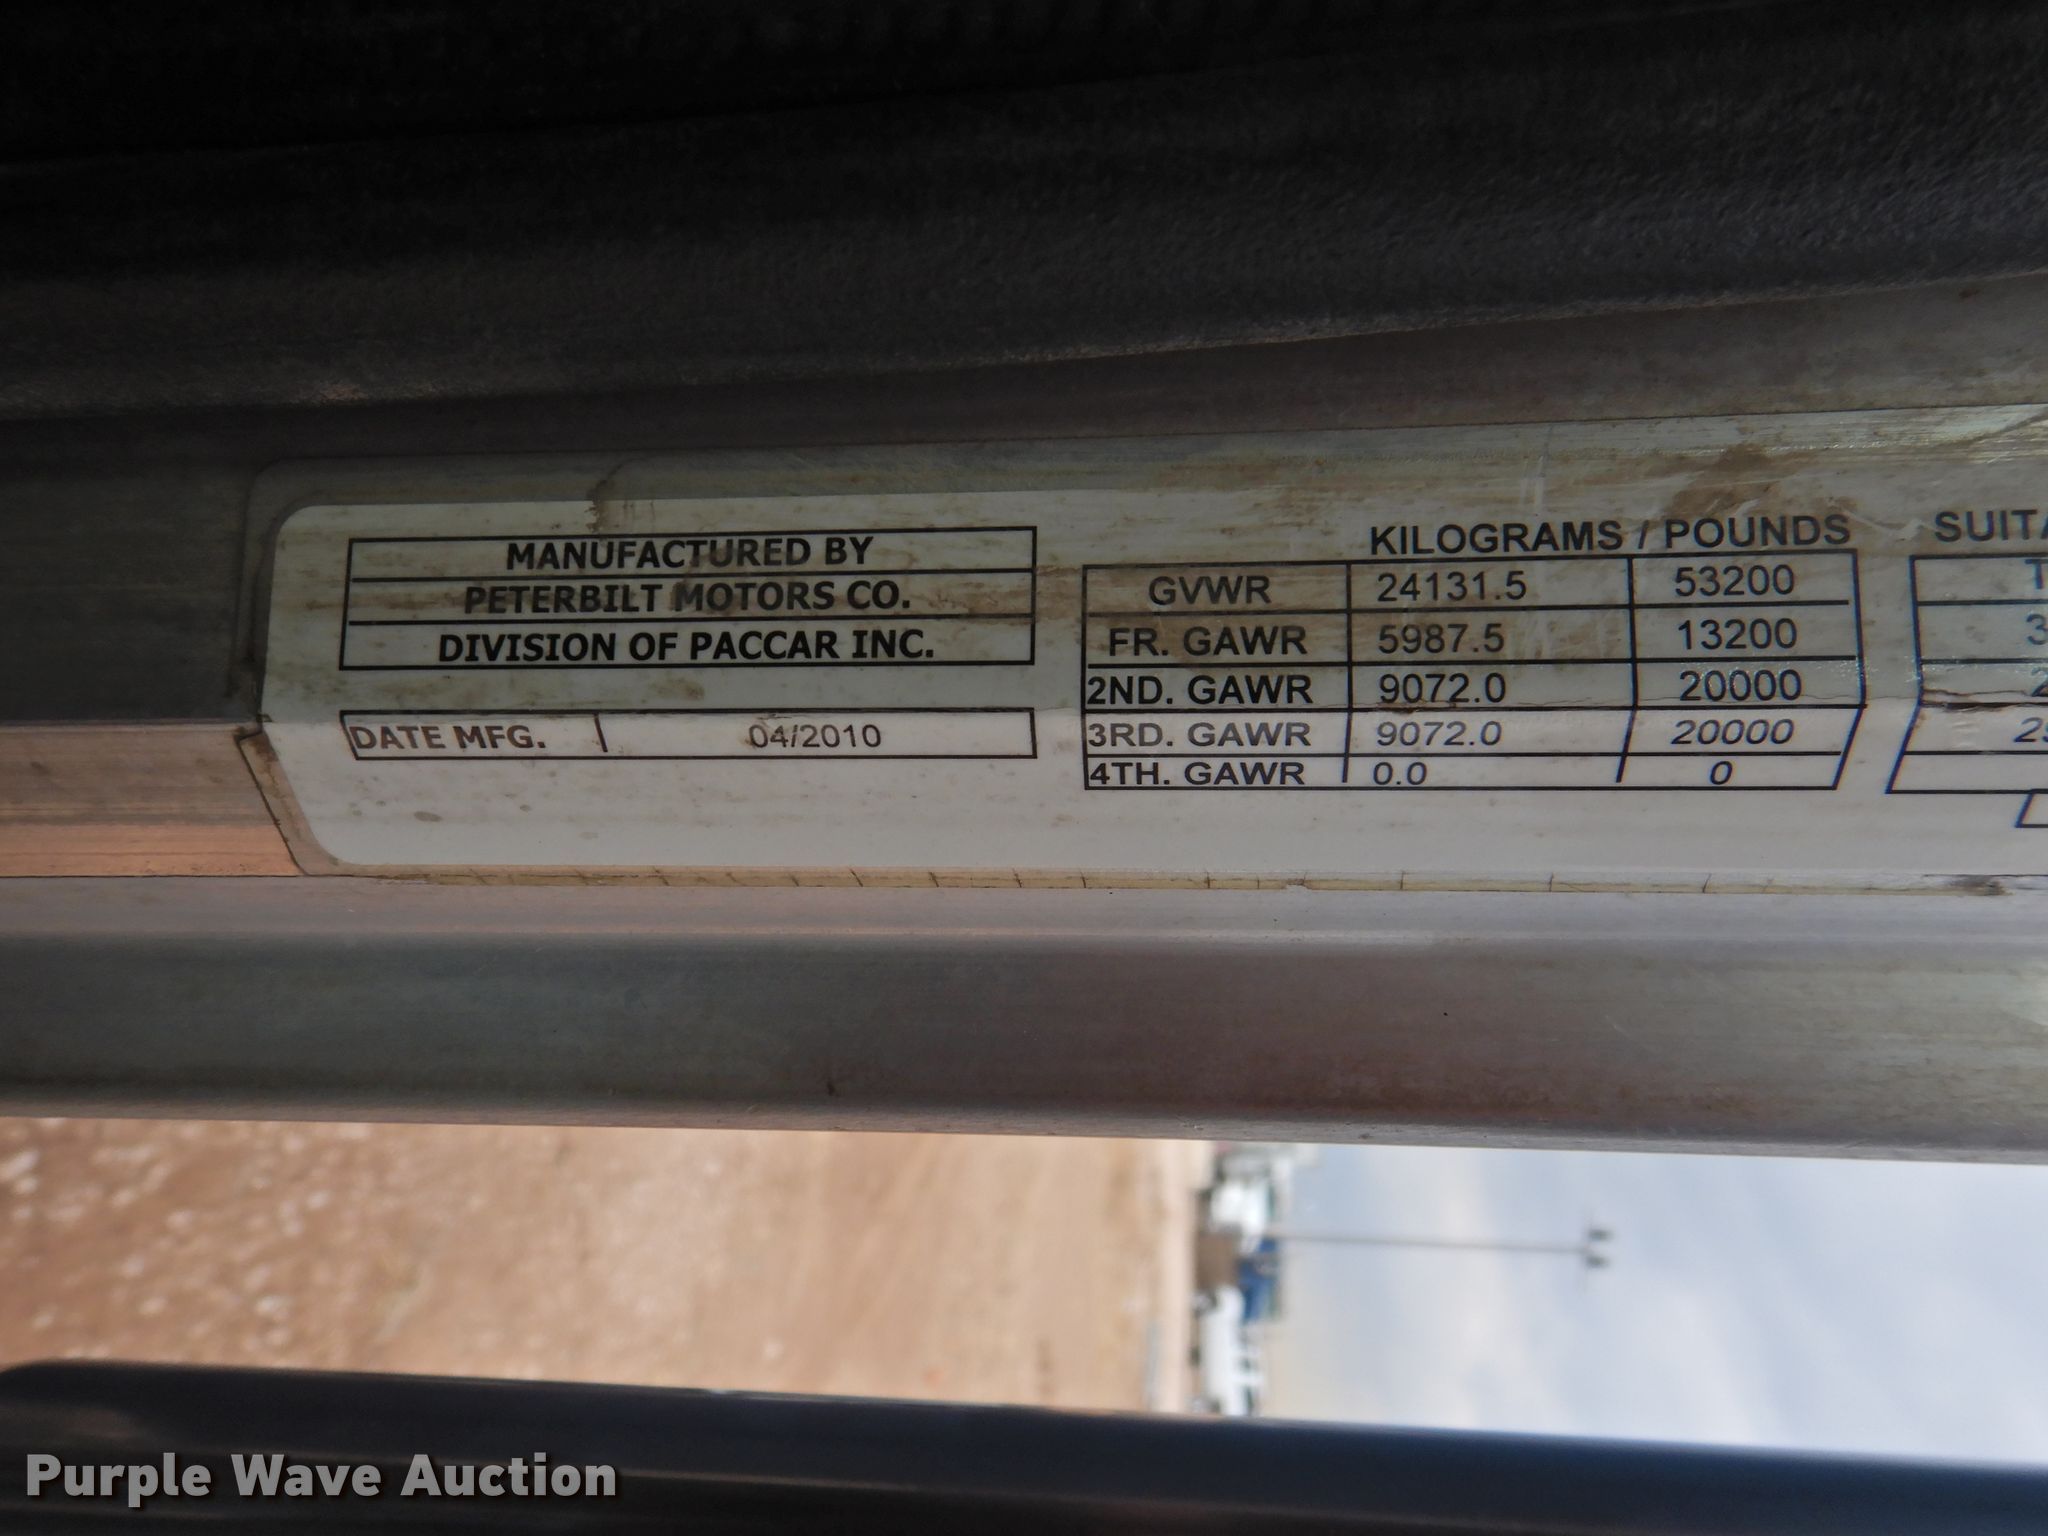 MANUFACTURED BY
PETERBILT MOTORS CO.
DIVISION OF PACCAR INC.
DATE MFG. 04/2010
KILOGRAMS / POUNDS
GVWR 24131.5 53200
FR. GAWR 5987.5 13200
2ND. GAWR 9072.0 20000
3RD. GAWR 9072.0 20000
4TH. GAWR 0.0 0
Purple Wave Auction